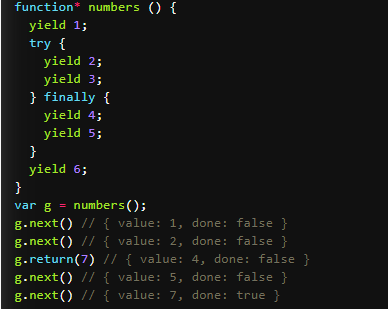 function* numbers () {
  yield 1;
  try {
    yield 2;
    yield 3;
  } finally {
    yield 4;
    yield 5;
  }
  yield 6;
}
var g = numbers();
g.next() // { value: 1, done: false }
g.next() // { value: 2, done: false }
g.return(7) // { value: 4, done: false }
g.next() // { value: 5, done: false }
g.next() // { value: 7, done: true }